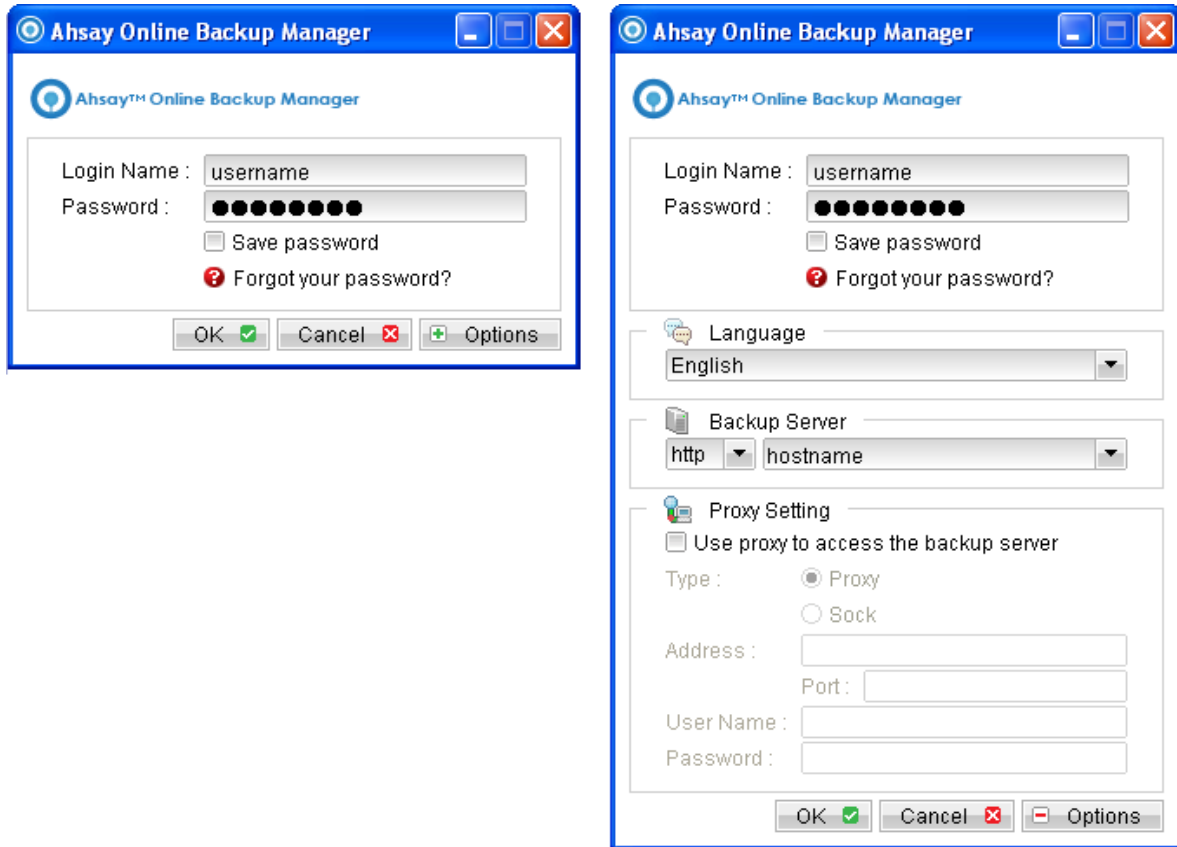 Ahsay Online Backup Manager
Ahsay™ Online Backup Manager
Login Name : username
Password : ●●●●●●●●
Save password
Forgot your password?
OK Cancel Options
Ahsay Online Backup Manager
Ahsay™ Online Backup Manager
Login Name : username
Password : ●●●●●●●●
Save password
Forgot your password?
Language
English
Backup Server
http hostname
Proxy Setting
Use proxy to access the backup server
Type : Proxy
Sock
Address :
Port :
User Name :
Password :
OK Cancel Options